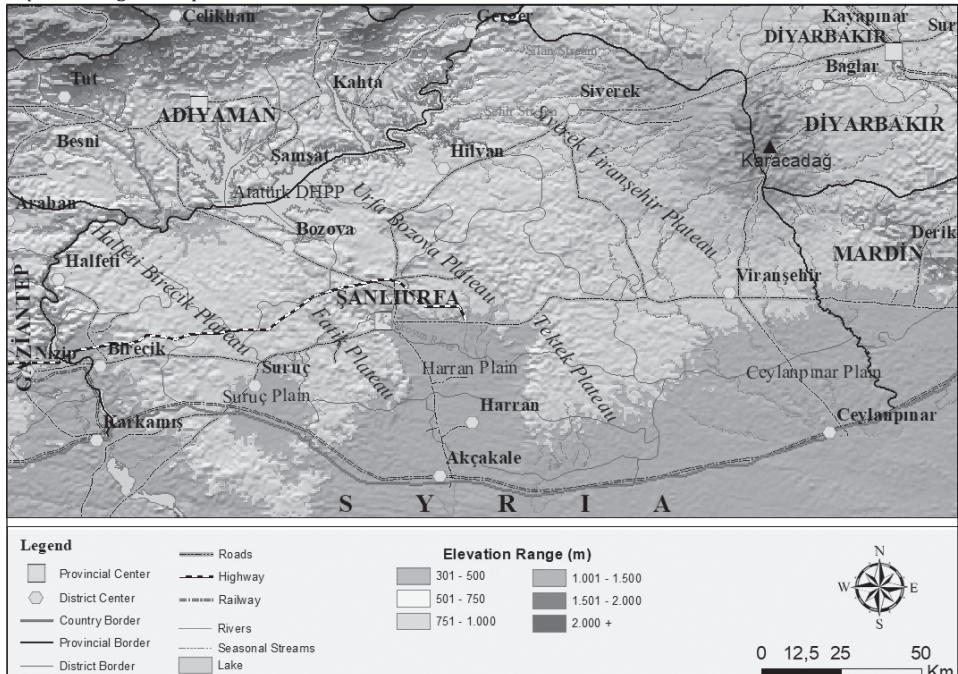 Çelikhan
Gerger
Kayapınar
DİYARBAKIR
Sur
Tut
Kahta
Bağlar
Siverek
ADIYAMAN
DİYARBAKIR
Besni
Şamşat
Hilvan
Karacadağ
Atatürk DHPP
Araban
Siverek Viranşehir Plateau
Urfa Bozova Plateau
Bozova
Derik
MARDİN
Halfeti
Halfeti Birecik Plateau
Viranşehir
ŞANLIURFA
GAZİANTEP
Fatik Plateau
Tektek Plateau
Nizip
Birecik
Suruç
Harran Plain
Ceylanpınar Plain
Suruç Plain
Harran
Karkamış
Ceylanpınar
Akçakale
S Y R I A
Legend
Provincial Center
District Center
Country Border
Provincial Border
District Border
Roads
Highway
Railway
Rivers
Seasonal Streams
Lake
Elevation Range (m)
301 - 500
501 - 750
751 - 1.000
1.001 - 1.500
1.501 - 2.000
2.000 +
N
W
E
S
0 12,5 25 50
Km